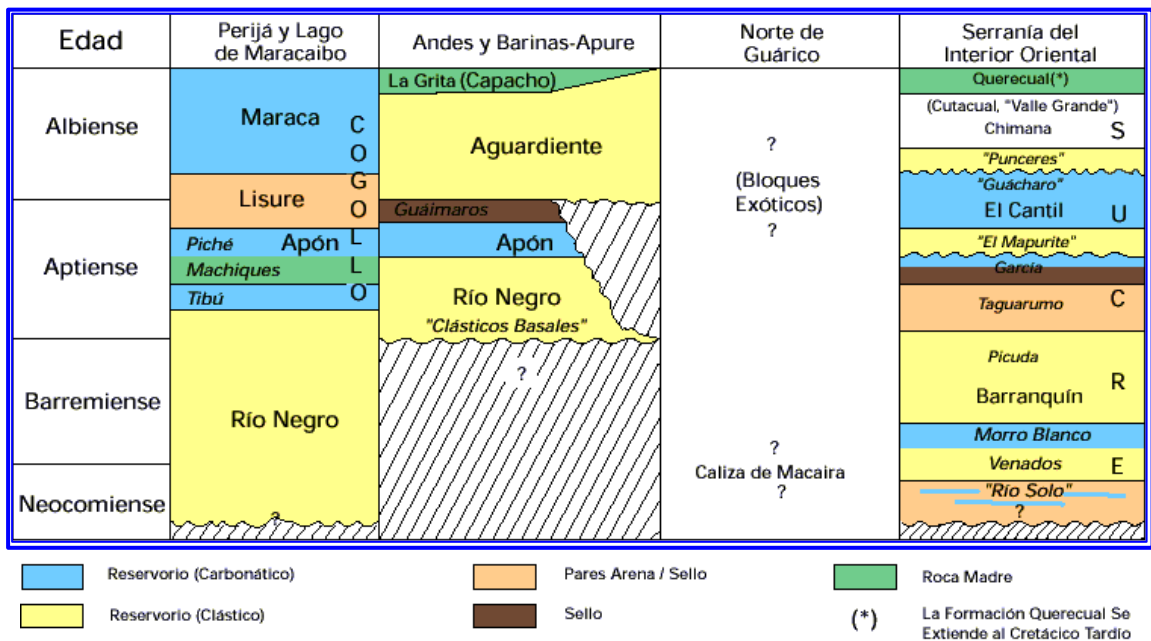 Edad
Perijá y Lago
de Maracaibo
Andes y Barinas-Apure
Norte de
Guárico
Serranía del
Interior Oriental
Albiense
Aptiense
Barremiense
Neocomiense
Maraca
Lisure
Piché
Apón
Machiques
Tibú
Río Negro
?
C
O
G
O
L
L
O
La Grita (Capacho)
Aguardiente
Guáimaros
Apón
Río Negro
"Clásticos Basales"
?
?
(Bloques
Exóticos)
?
?
Caliza de Macaira
?
Querecual(*)
(Cutacual, "Valle Grande")
Chimana
"Punceres"
"Guácharo"
El Cantil
"El Mapurite"
García
Taguarumo
Picuda
Barranquín
Morro Blanco
Venados
"Río Solo"
?
S
U
C
R
E
Reservorio (Carbonático)
Reservorio (Clástico)
Pares Arena / Sello
Sello
Roca Madre
(*)
La Formación Querecual Se
Extiende al Cretácico Tardío